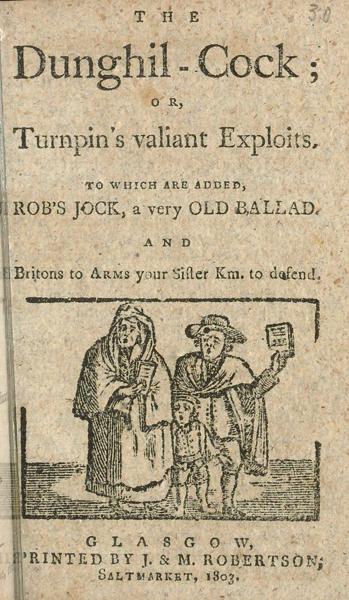 30
THE
Dunghil-Cock;
OR,
Turnpin's valiant Exploits.
TO WHICH ARE ADDED,
ROB'S JOCK, a very OLD BALLAD.
AND
Britons to ARMS your Sister Km. to defend.
GLASGOW,
PRINTED BY J. & M. ROBERTSON;
SALTMARKET, 1803.